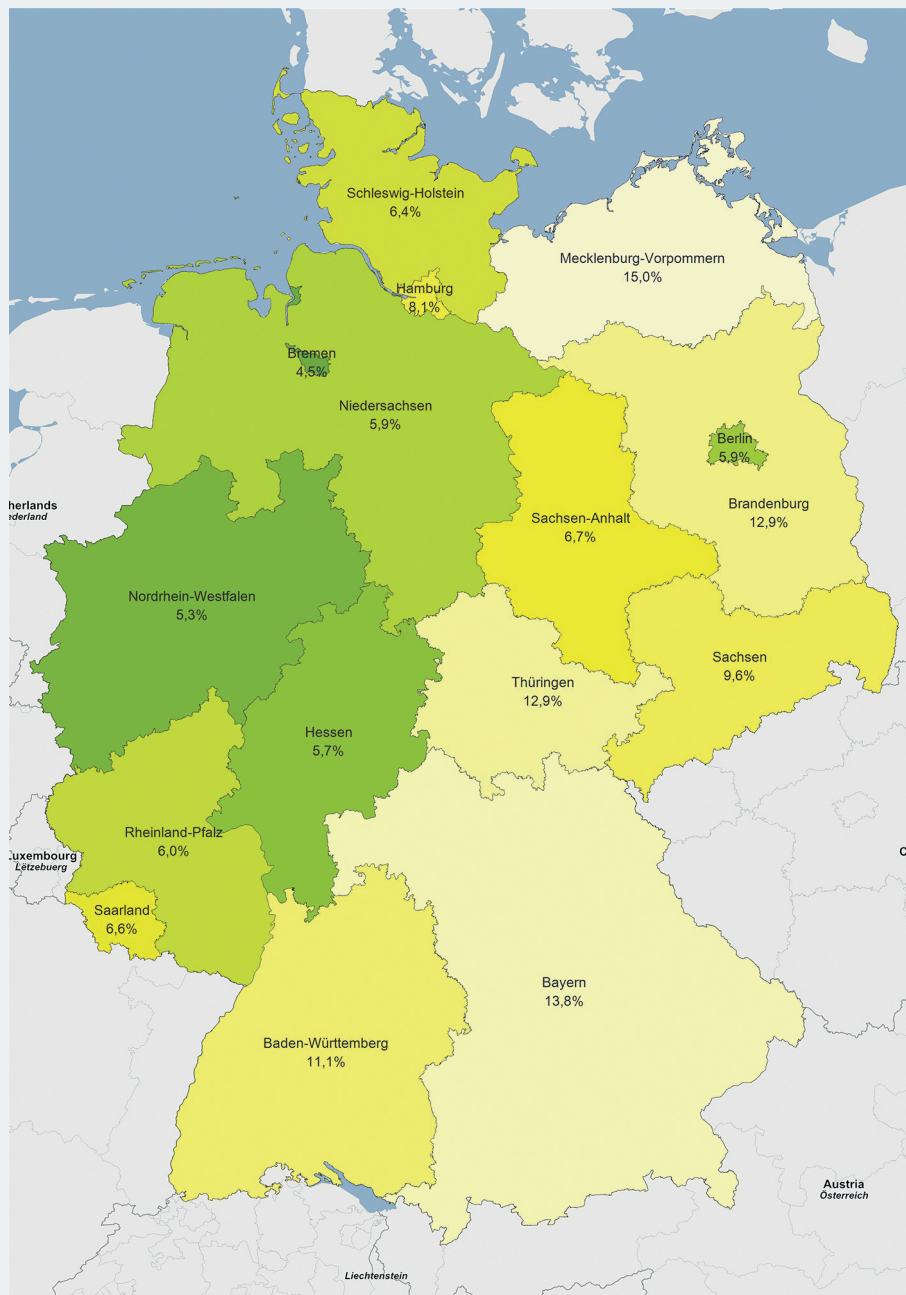 Schleswig-Holstein
6,4%
Mecklenburg-Vorpommern
15,0%
Hamburg
8,1%
Bremen
4,5%
Niedersachsen
5,9%
Berlin
5,9%
Brandenburg
12,9%
Sachsen-Anhalt
6,7%
herlands
ederland
Nordrhein-Westfalen
5,3%
Sachsen
9,6%
Thüringen
12,9%
Hessen
5,7%
Rheinland-Pfalz
6,0%
Luxembourg
Lëtzebuerg
C
Saarland
6,6%
Bayern
13,8%
Baden-Württemberg
11,1%
Austria
Österreich
Liechtenstein